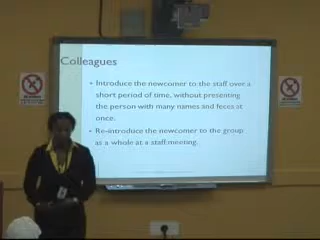 Colleagues
• Introduce the newcomer to the staff over a
short period of time, without presenting
the person with many names and faces at
once.
• Re-introduce the newcomer to the group
as a whole at a staff meeting.